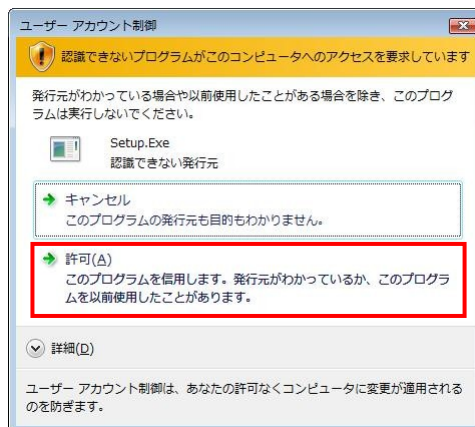 ユーザー アカウント制御
認識できないプログラムがこのコンピュータへのアクセスを要求しています
発行元がわかっている場合や以前使用したことがある場合を除き、このプログ
ラムは実行しないでください。
Setup.Exe
認識できない発行元
キャンセル
このプログラムの発行元も目的もわかりません。
許可(A)
このプログラムを信用します。発行元がわかっているか、このプログラ
ムを以前使用したことがあります。
詳細(D)
ユーザー アカウント制御は、あなたの許可なくコンピュータに変更が適用される
のを防ぎます。